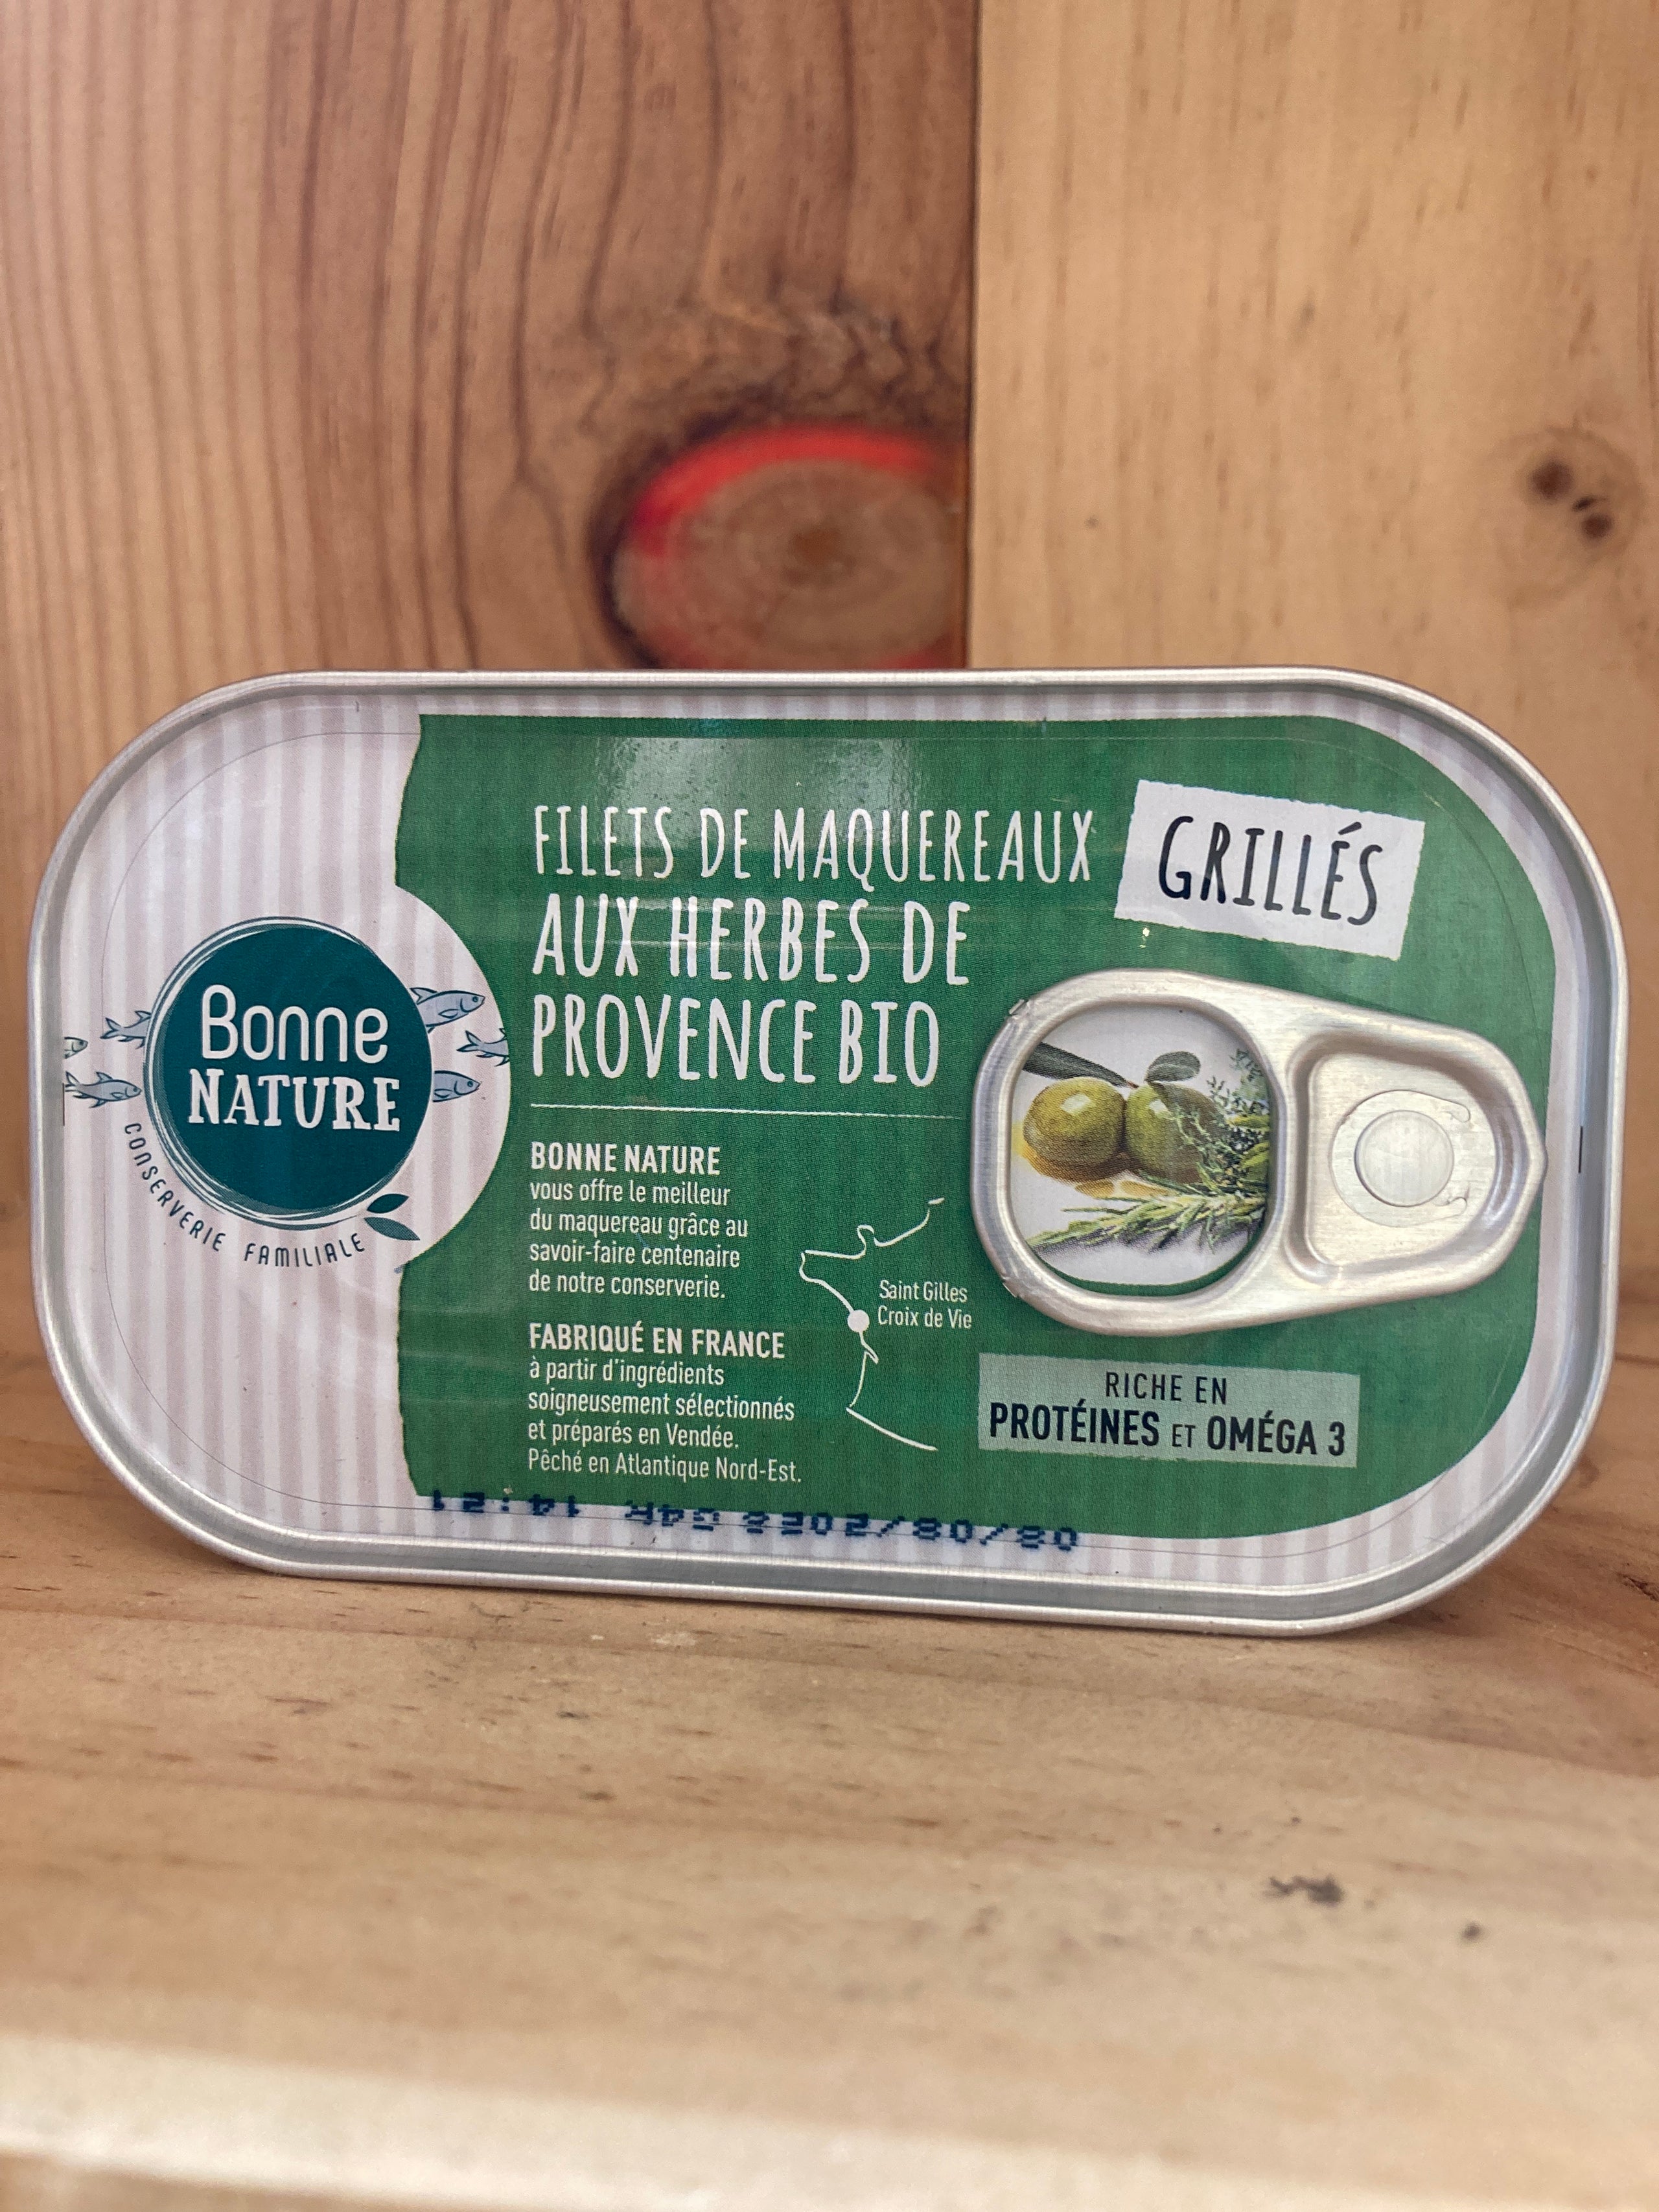 FILETS DE MAQUEREAUX
GRILLÉS
AUX HERBES DE
PROVENCE BIO
Bonne
NATURE
CONSERVERIE FAMILIALE
BONNE NATURE
vous offre le meilleur
du maquereau grâce au
savoir-faire centenaire
de notre conserverie.
Saint Gilles
Croix de Vie
FABRIQUÉ EN FRANCE
à partir d'ingrédients
soigneusement sélectionnés
et préparés en Vendée.
Pêché en Atlantique Nord-Est.
RICHE EN
PROTÉINES ET OMÉGA 3